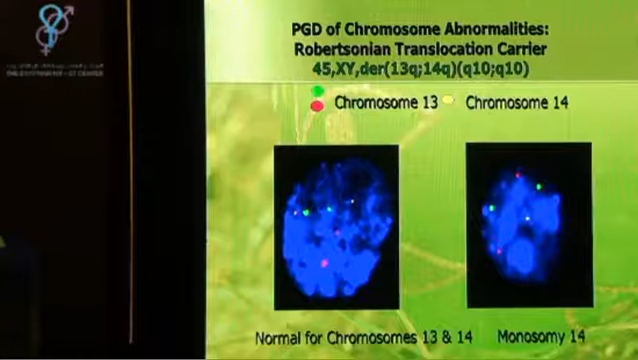 PGD of Chromosome Abnormalities:
Robertsonian Translocation Carrier
45,XY,der(13q;14q)(q10;q10)
Chromosome 13
Chromosome 14
Normal for Chromosomes 13 & 14
Monosomy 14